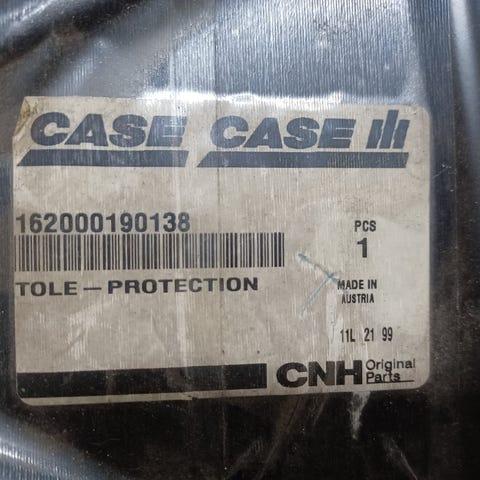 CASE CASE IH
162000190138
PCS
1
TOLE-PROTECTION
MADE IN
AUSTRIA
11L 21 99
CNH Original
Parts